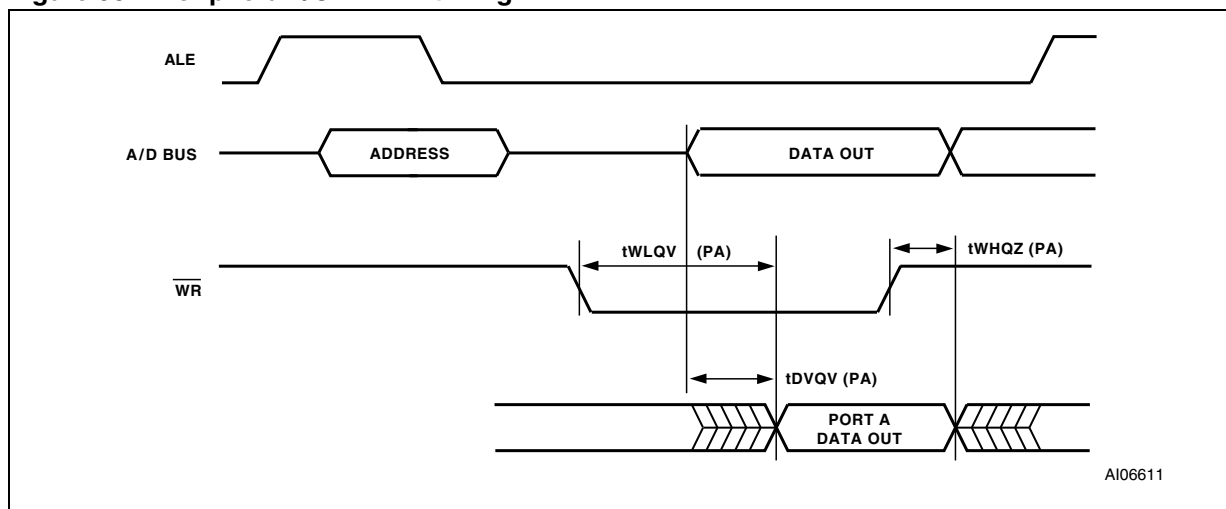 ALE
A/D BUS
ADDRESS
DATA OUT
tWLQV (PA)
tWHQZ (PA)
WR
tDVQV (PA)
PORT A
DATA OUT
AI06611